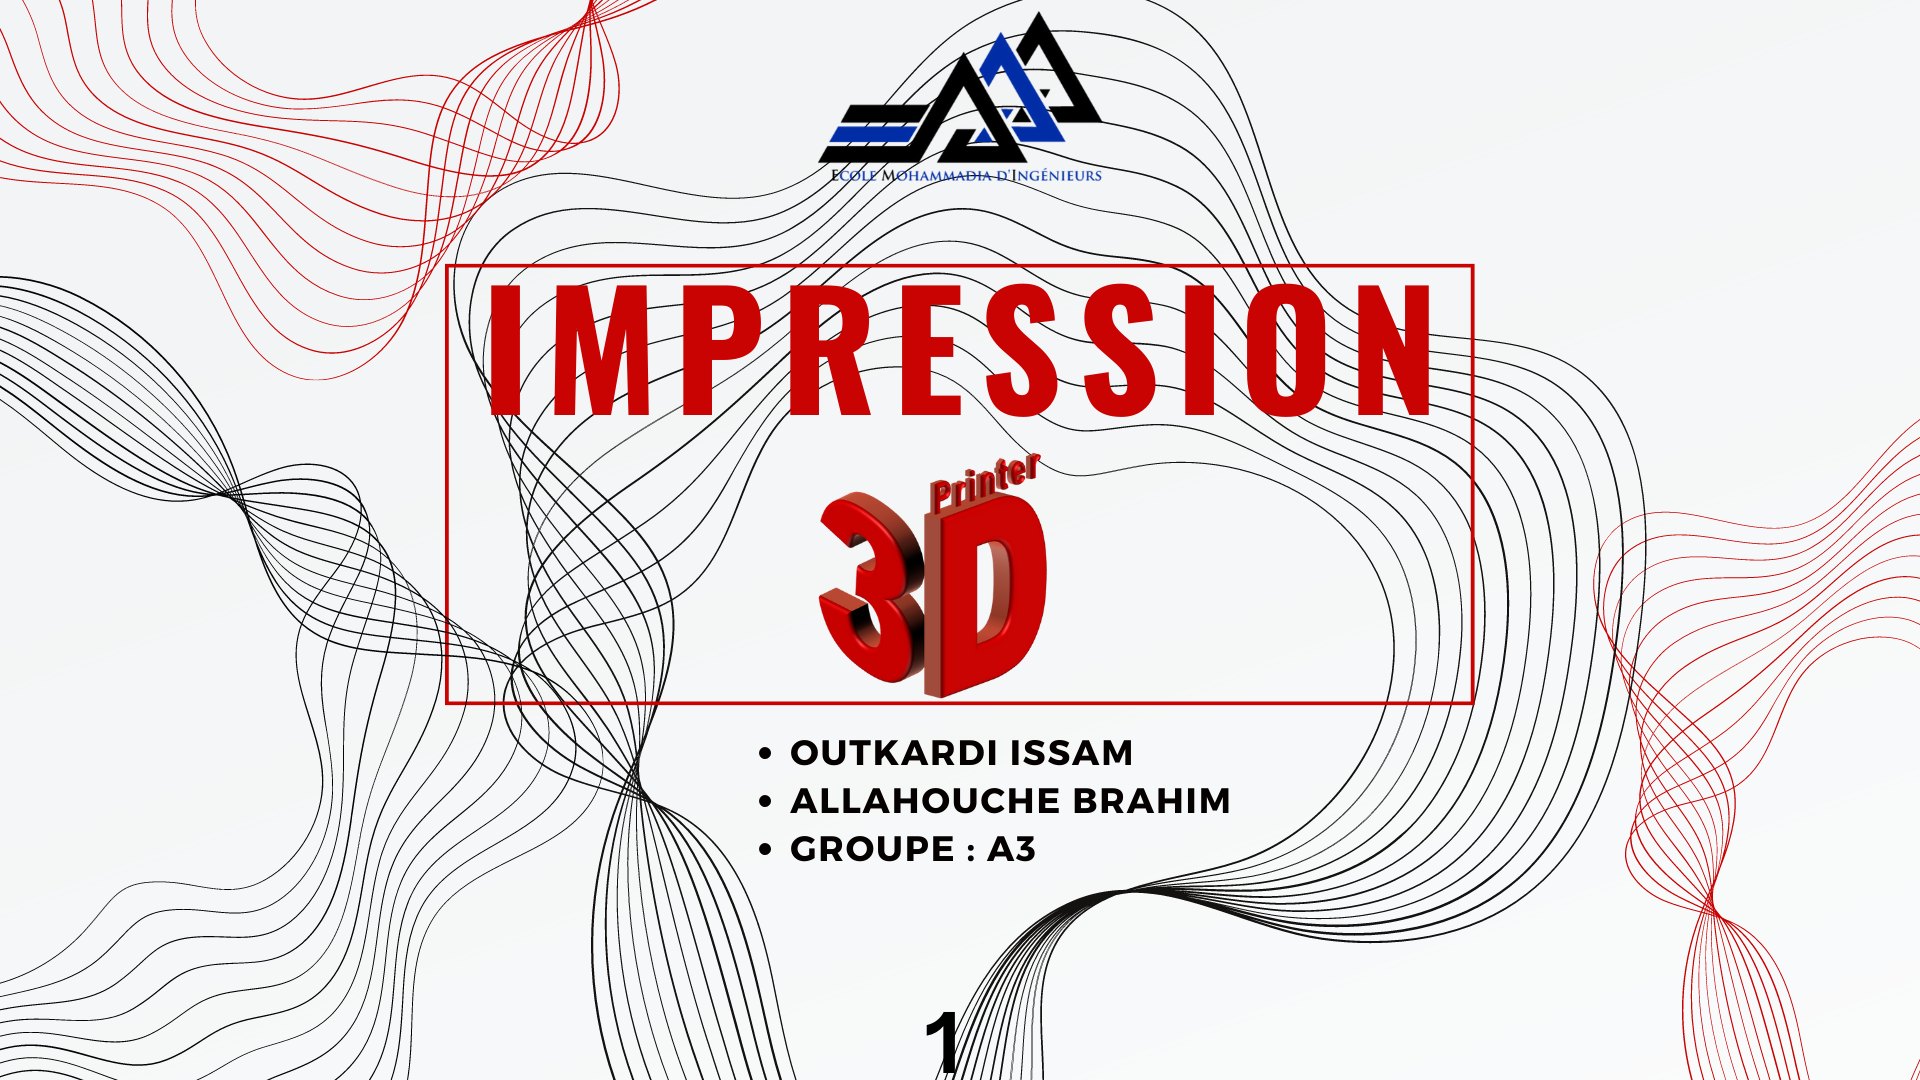 ECOLE MOHAMMADIA D'INGÉNIEURS
IMPRESSION
Printer
3D
• OUTKARDI ISSAM
• ALLAHOUCHE BRAHIM
• GROUPE : A3
1